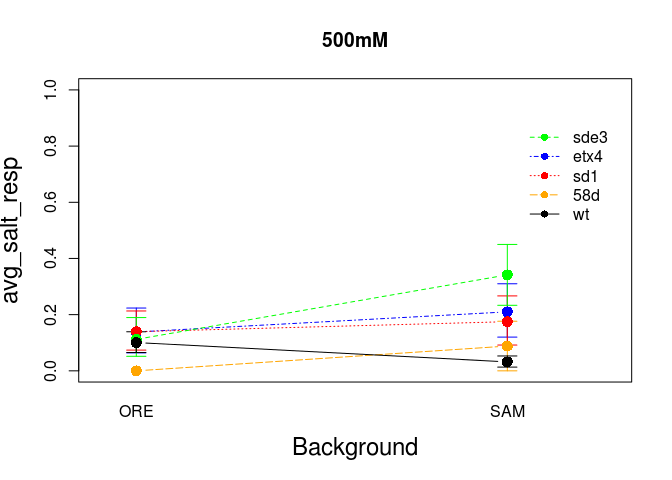 500mM
avg_salt_resp
1.0
0.8
0.6
0.4
0.2
0.0
sde3
etx4
sd1
58d
wt
ORE
SAM
Background